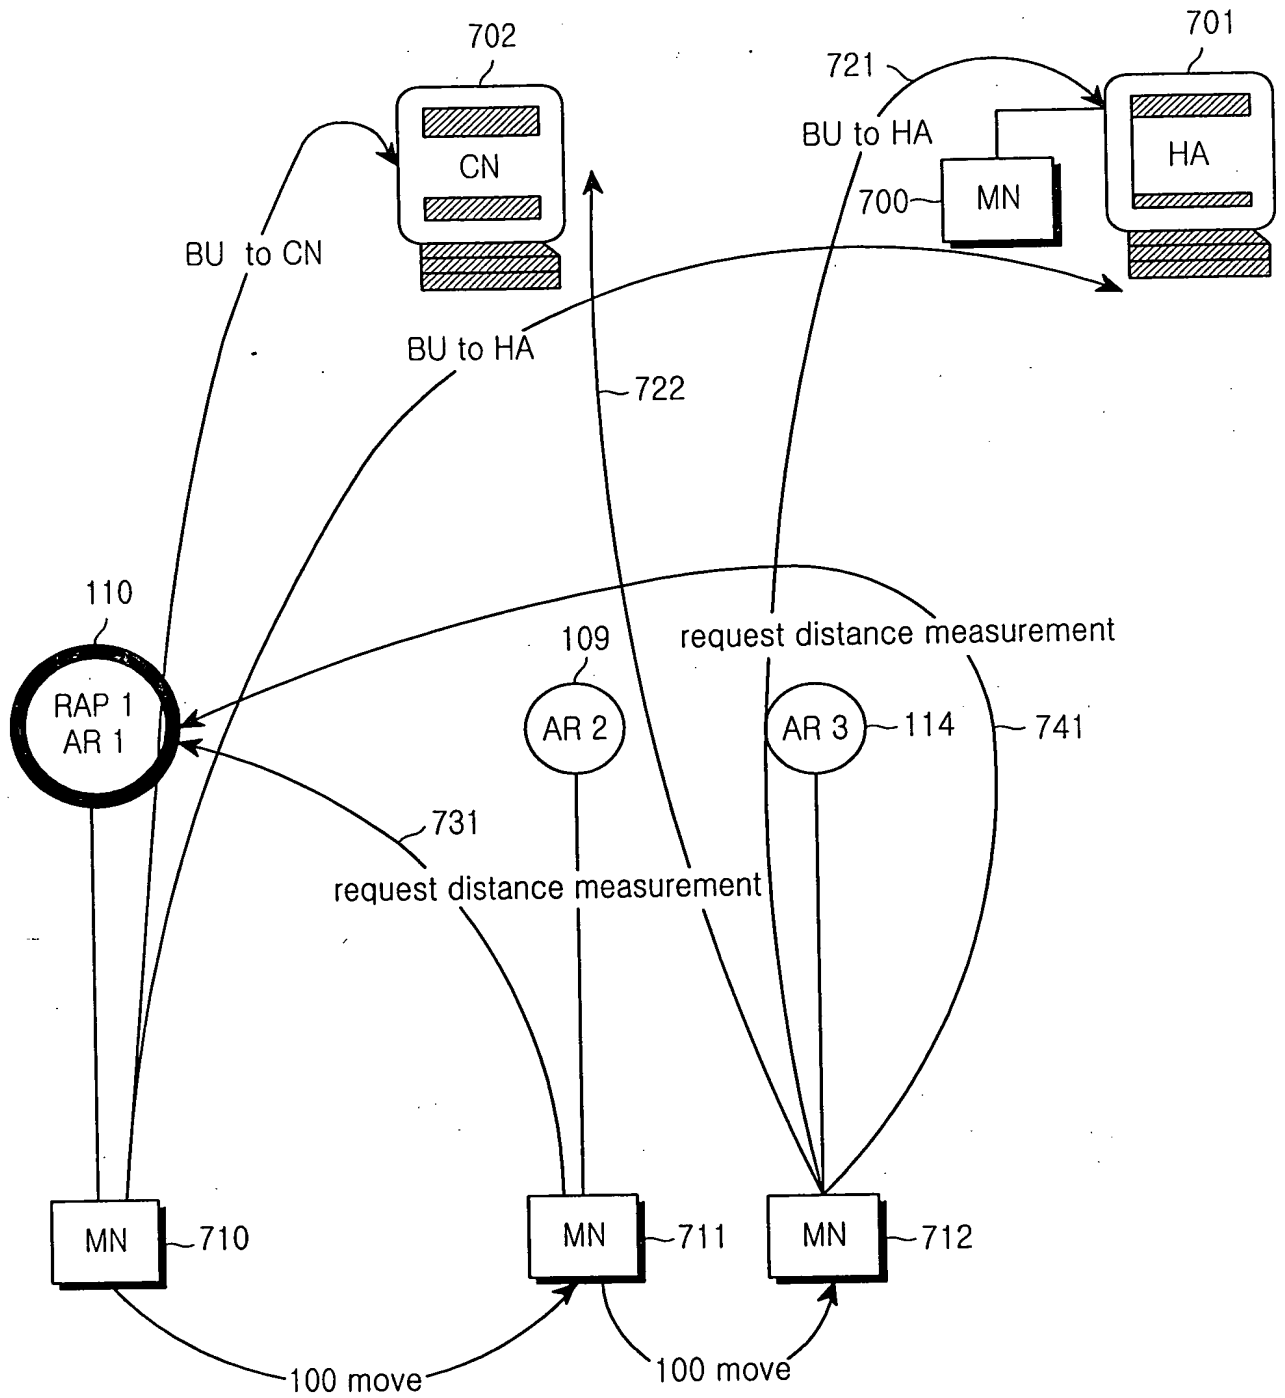 702
701
721
CN
BU to HA
HA
700
MN
BU to CN
BU to HA
722
110
109
request distance measurement
RAP 1
AR 1
AR 2
AR 3
114
741
731
request distance measurement
MN
710
MN
711
MN
712
100 move
100 move